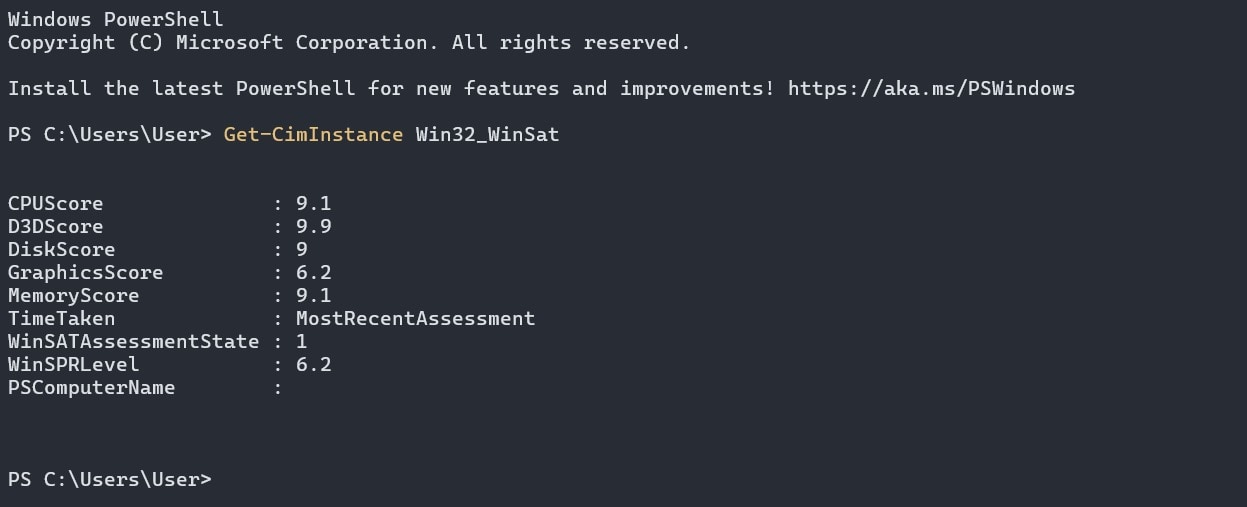 Windows PowerShell
Copyright (C) Microsoft Corporation. All rights reserved.
Install the latest PowerShell for new features and improvements! https://aka.ms/PSWindows
PS C:\Users\User> Get-CimInstance Win32_WinSat
CPUScore              : 9.1
D3DScore              : 9.9
DiskScore             : 9
GraphicsScore         : 6.2
MemoryScore           : 9.1
TimeTaken             : MostRecentAssessment
WinSATAssessmentState : 1
WinSPRLevel           : 6.2
PSComputerName        :
PS C:\Users\User>